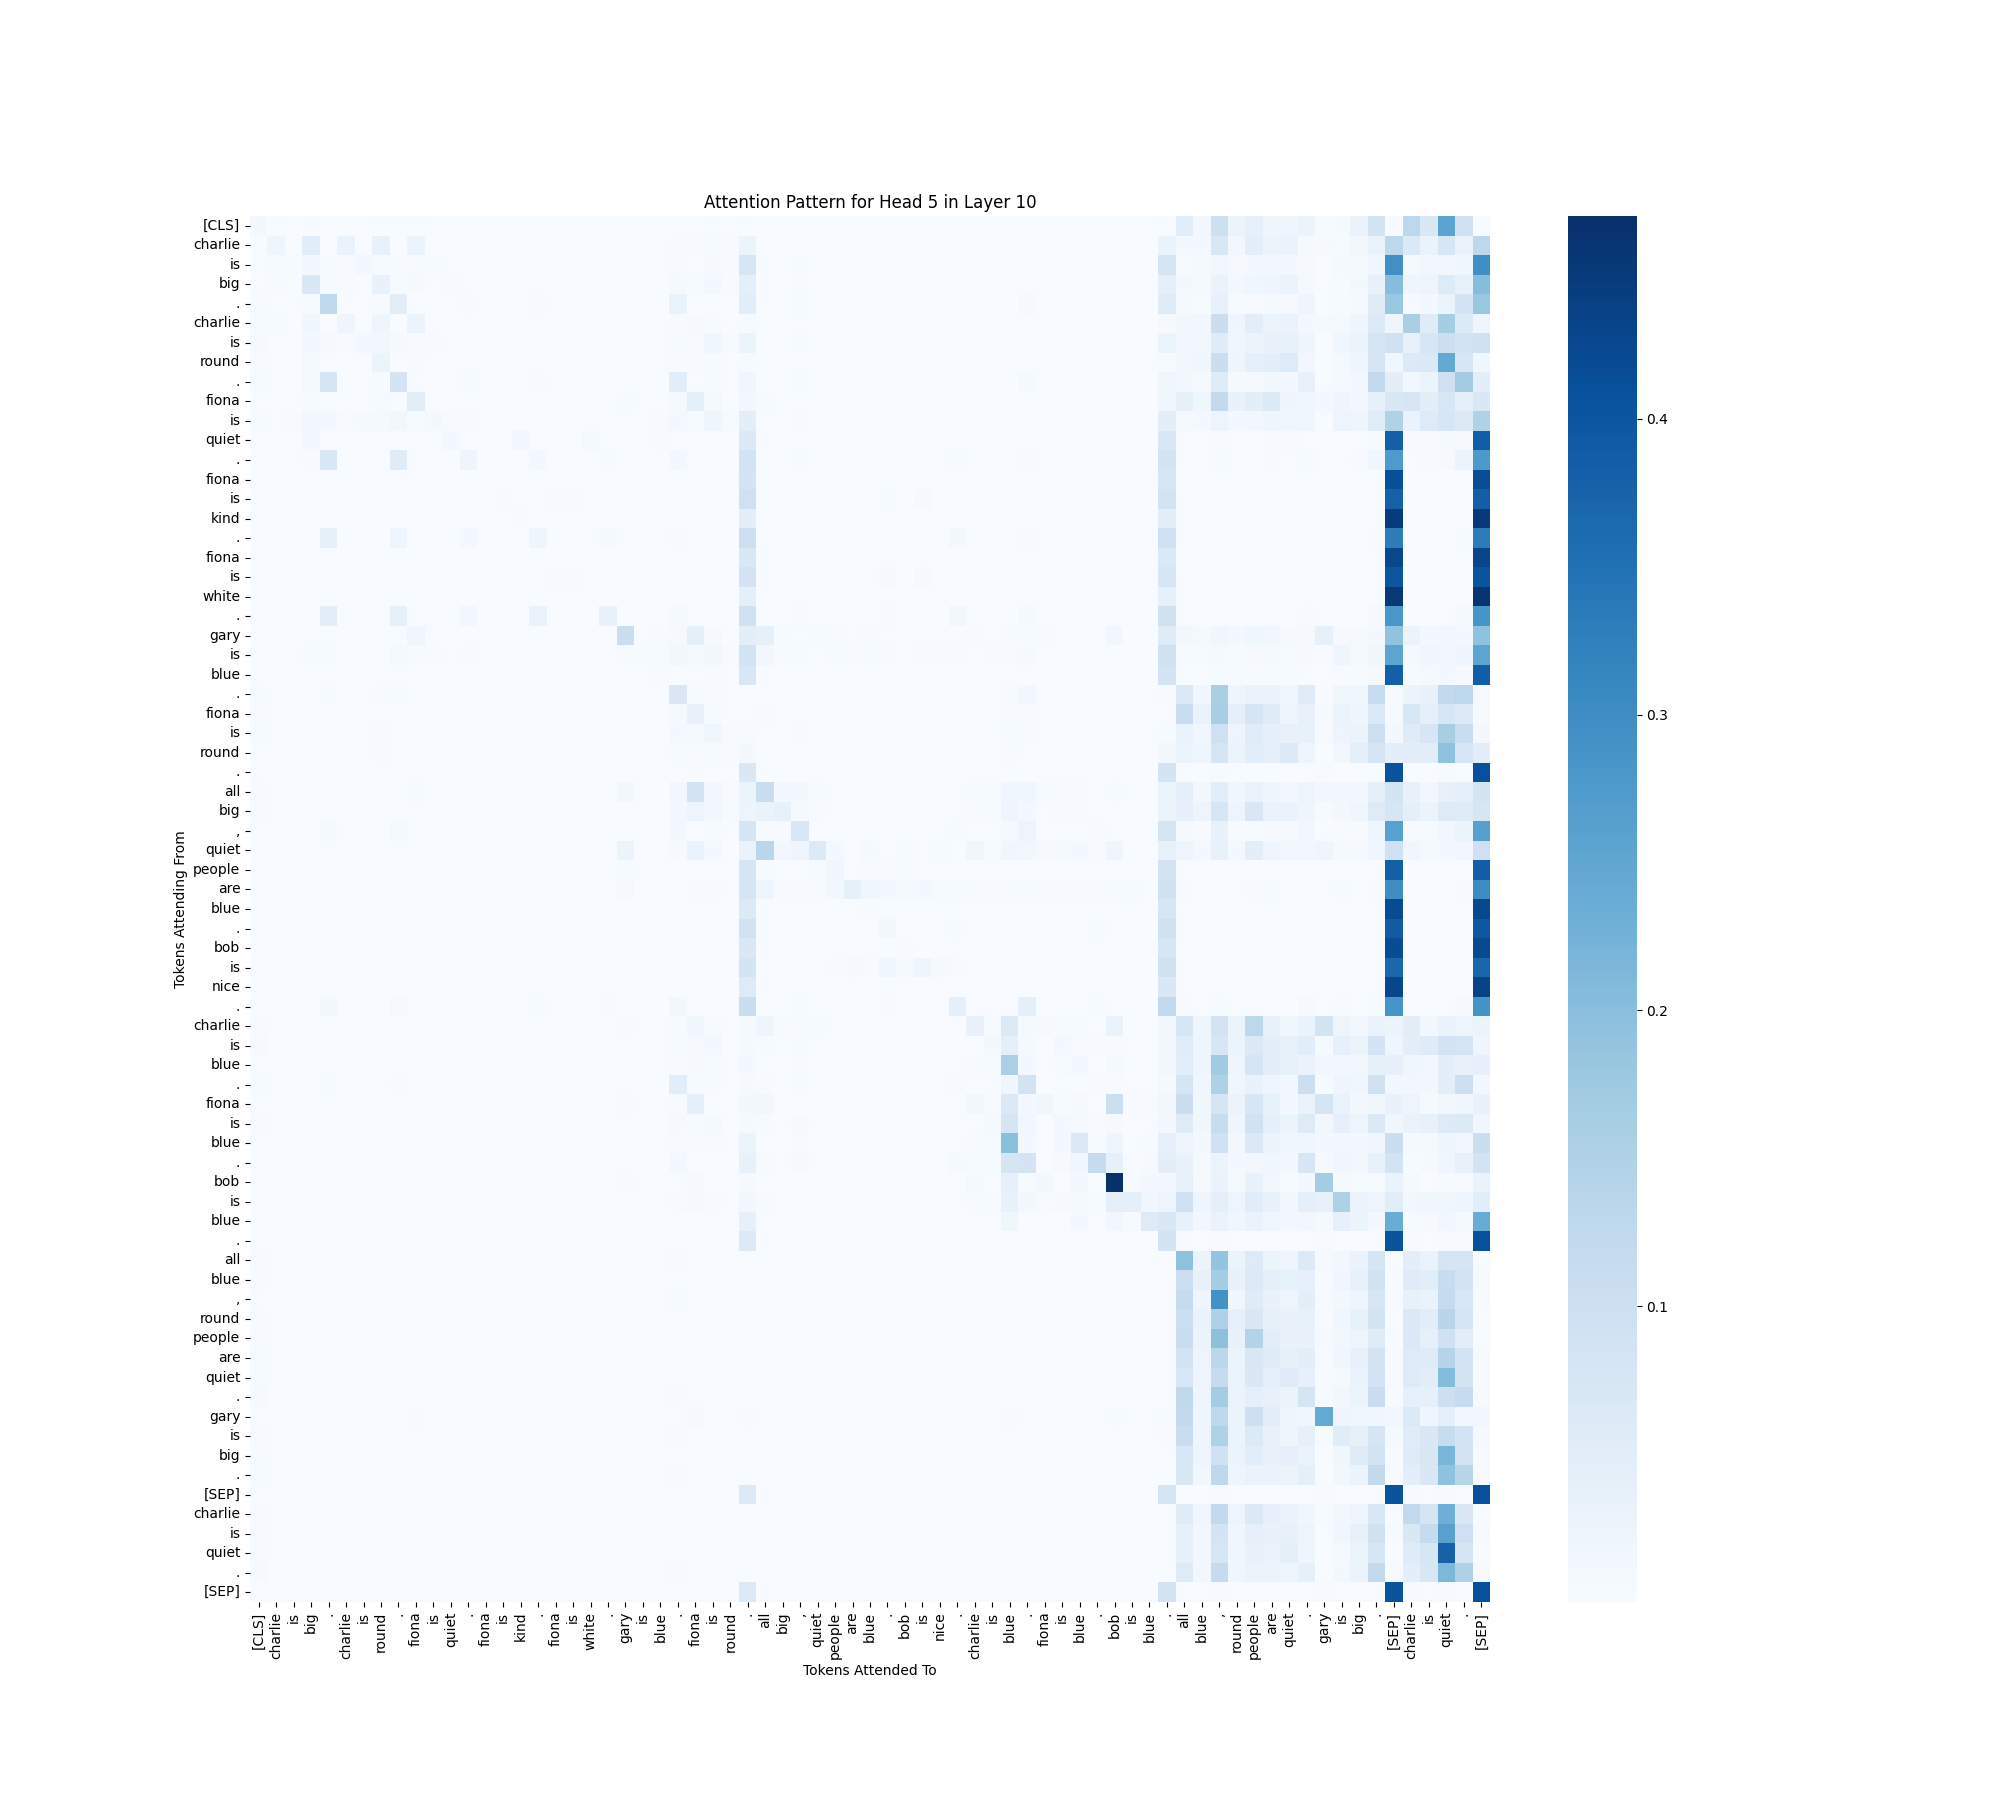 Attention Pattern for Head 5 in Layer 10
Tokens Attending From
[CLS]
charlie
is
big
.
charlie
is
round
.
fiona
is
quiet
.
fiona
is
kind
.
fiona
is
white
.
gary
is
blue
.
fiona
is
round
.
all
big
,
quiet
people
are
blue
.
bob
is
nice
.
charlie
is
blue
.
fiona
is
blue
.
bob
is
blue
.
all
blue
,
round
people
are
quiet
.
gary
is
big
.
[SEP]
charlie
is
quiet
.
[SEP]
[CLS]
charlie
is
big
.
charlie
is
round
.
fiona
is
quiet
.
fiona
is
kind
.
fiona
is
white
.
gary
is
blue
.
fiona
is
round
.
all
big
,
quiet
people
are
blue
.
bob
is
nice
.
charlie
is
blue
.
fiona
is
blue
.
bob
is
blue
.
all
blue
,
round
people
are
quiet
.
gary
is
big
.
[SEP]
charlie
is
quiet
.
[SEP]
Tokens Attended To
0.4
0.3
0.2
0.1